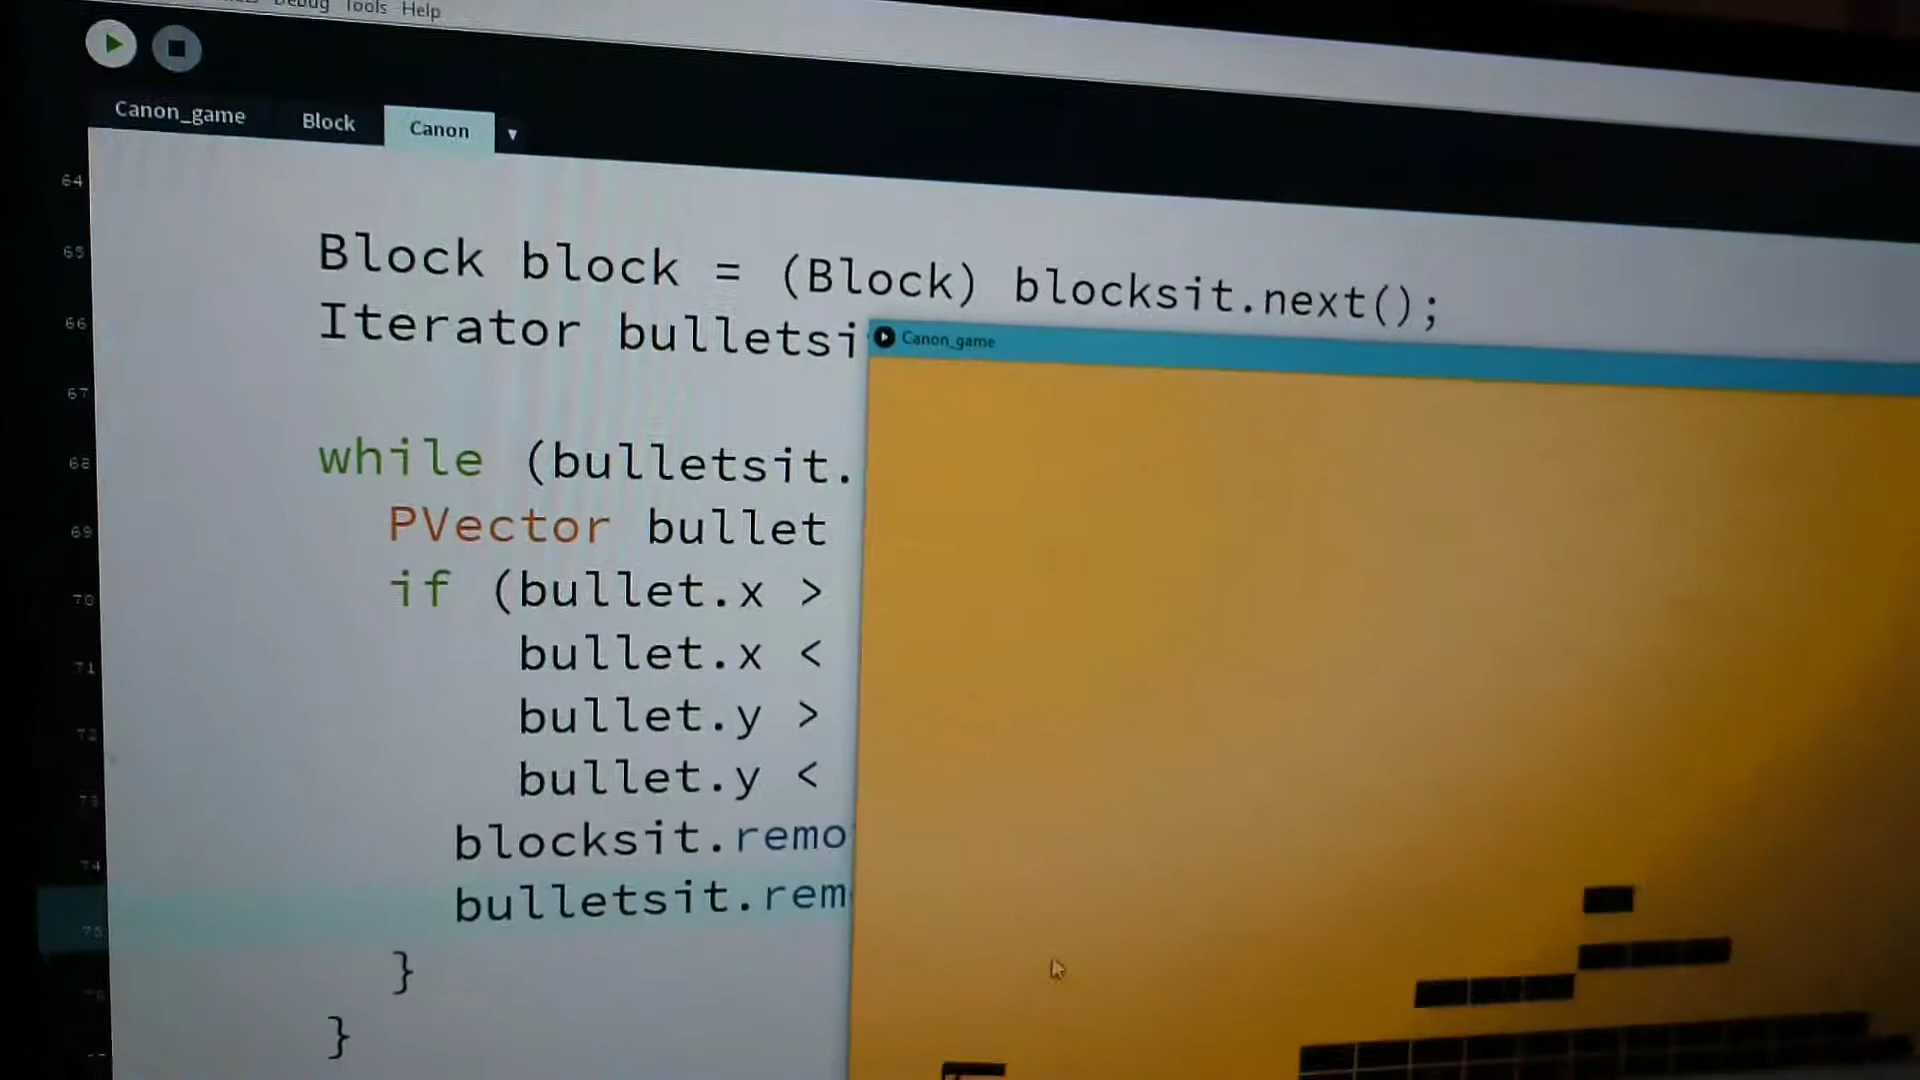 Debug Tools Help
Canon_game Block Canon
64
65 Block block = (Block) blocksit.next();
66 Iterator bulletsi
Canon_game
67
68 while (bulletsit.
69 PVector bullet
70 if (bullet.x >
71 bullet.x <
72 bullet.y >
73 bullet.y <
74 blocksit.remo
75 bulletsit.rem
76 }
}